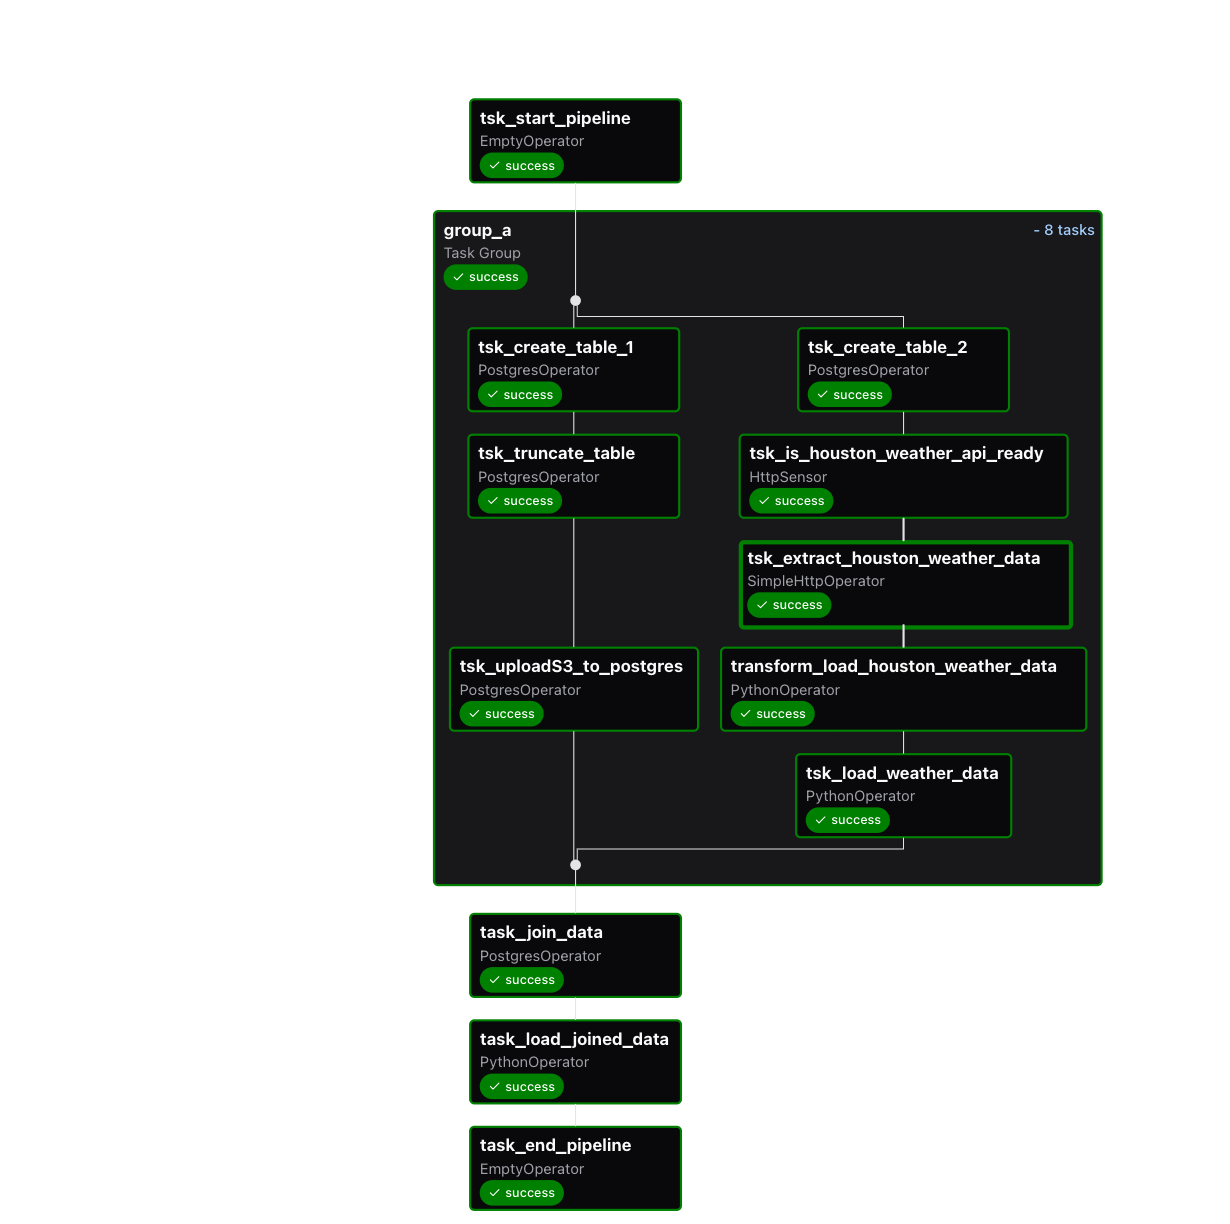 tsk_start_pipeline
EmptyOperator
success
group_a
- 8 tasks
Task Group
success
tsk_create_table_1
PostgresOperator
success
tsk_create_table_2
PostgresOperator
success
tsk_truncate_table
PostgresOperator
success
tsk_is_houston_weather_api_ready
HttpSensor
success
tsk_extract_houston_weather_data
SimpleHttpOperator
success
tsk_uploadS3_to_postgres
PostgresOperator
success
transform_load_houston_weather_data
PythonOperator
success
tsk_load_weather_data
PythonOperator
success
task_join_data
PostgresOperator
success
task_load_joined_data
PythonOperator
success
task_end_pipeline
EmptyOperator
success